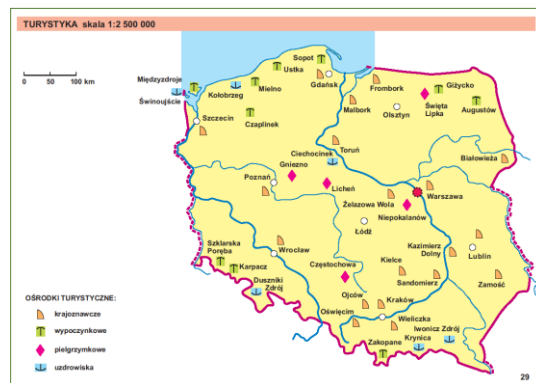 TURYSTYKA skala 1:2 500 000
0 50 100 km
Międzyzdroje
Świnoujście
Kołobrzeg
Mielno
Ustka
Sopot
Gdańsk
Frombork
Malbork
Olsztyn
Święta
Lipka
Giżycko
Augustów
Szczecin
Czaplinek
Toruń
Ciechocinek
Gniezno
Białowieża
Poznań
Licheń
Żelazowa Wola
Warszawa
Niepokalanów
Łódź
Szklarska
Poręba
Karpacz
Wrocław
Duszniki
Zdrój
Częstochowa
Kielce
Kazimierz
Dolny
Lublin
Sandomierz
Zamość
Ojców
Kraków
Oświęcim
Wieliczka
Iwonicz Zdrój
Krynica
Zakopane
OŚRODKI TURYSTYCZNE:
krajoznawcze
wypoczynkowe
pielgrzymkowe
uzdrowiska
29